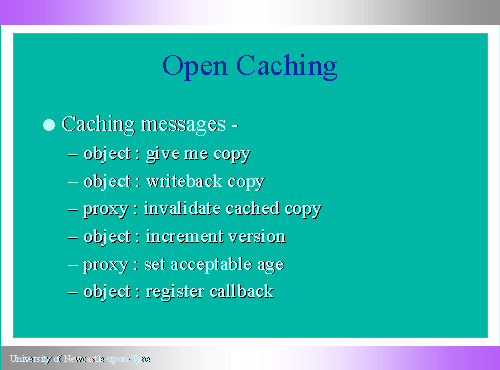 Open Caching
Caching messages -
– object : give me copy
– object : writeback copy
– proxy : invalidate cached copy
– object : increment version
– proxy : set acceptable age
– object : register callback
University of Newcastle-upon-Tyne